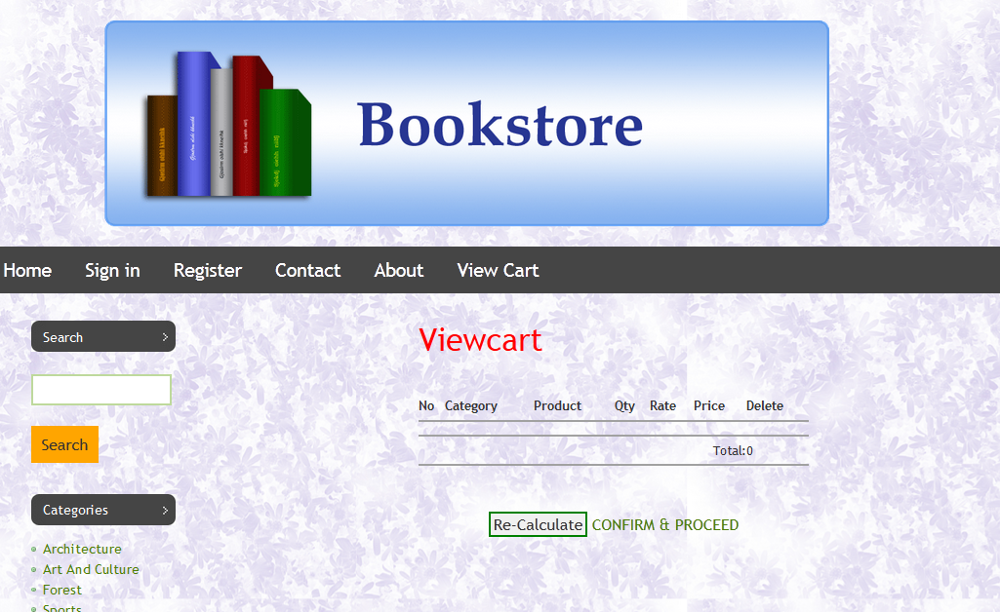 Bookstore
Home Sign in Register Contact About View Cart
Search
Viewcart
No Category Product Qty Rate Price Delete
Search
Total:0
Categories
Re-Calculate CONFIRM & PROCEED
Architecture
Art And Culture
Forest
Sports